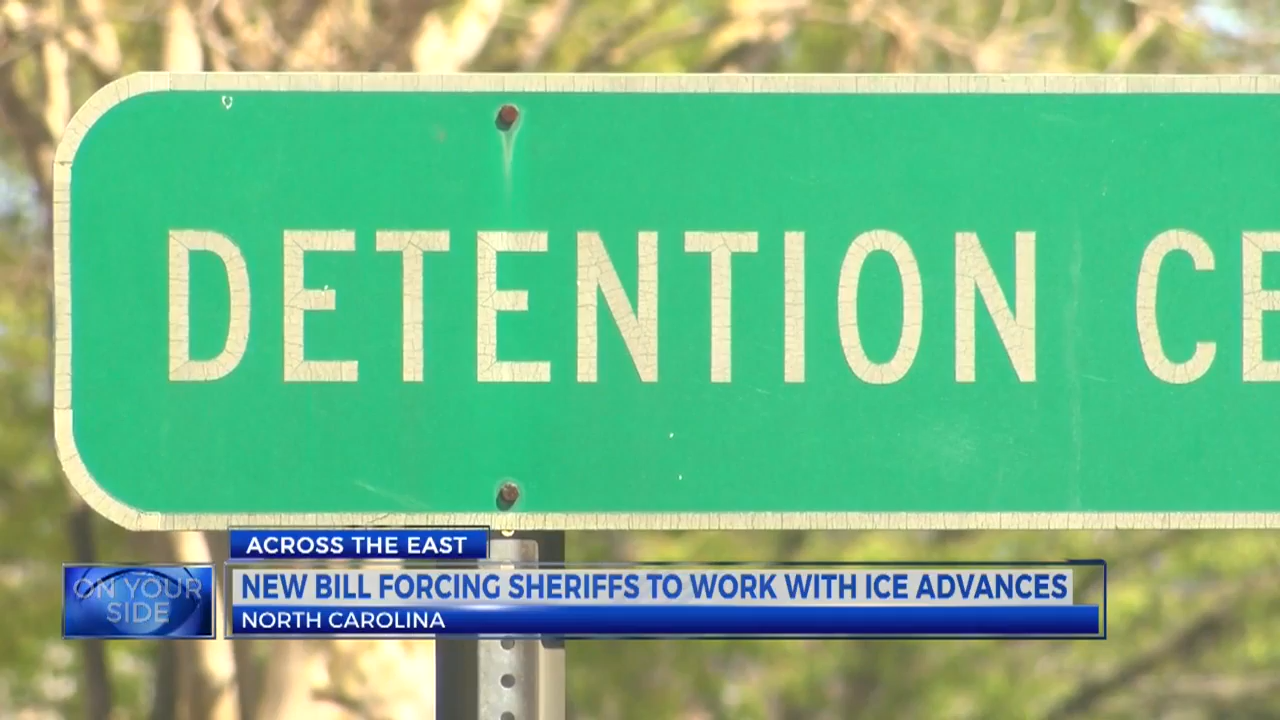 DETENTION CE
ACROSS THE EAST
ON YOUR
SIDE
NEW BILL FORCING SHERIFFS TO WORK WITH ICE ADVANCES
NORTH CAROLINA